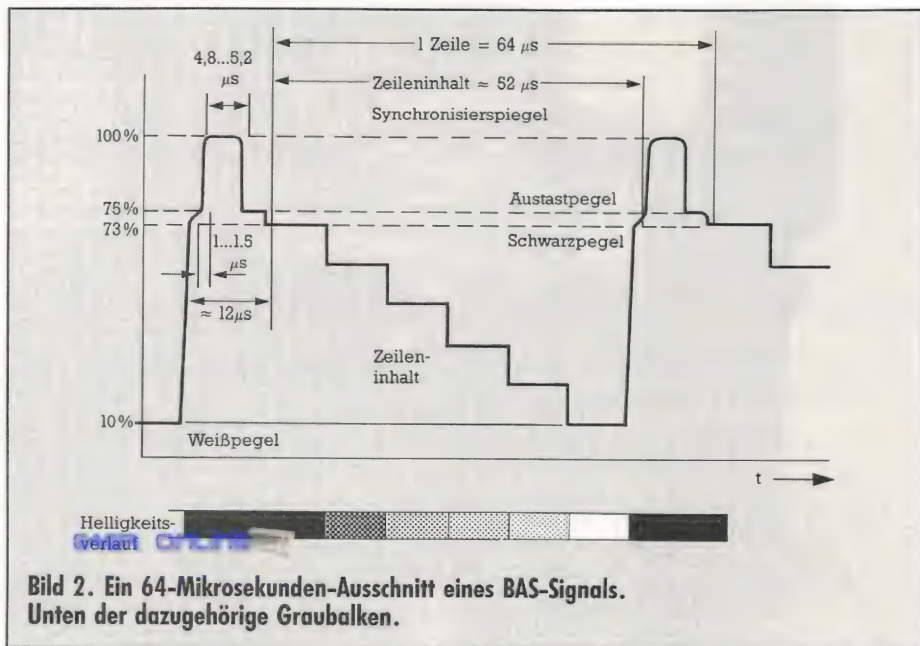 1 Zeile = 64 µs
4,8...5,2
µs
Zeileninhalt ≈ 52 µs
Synchronisierspiegel
100%
75%
Austastpegel
73%
Schwarzpegel
1...1.5
µs
≈ 12µs
Zeilen-
inhalt
10%
Weißpegel
t
Helligkeits-
verlauf
ONLINE
Bild 2. Ein 64-Mikrosekunden-Ausschnitt eines BAS-Signals.
Unten der dazugehörige Graubalken.